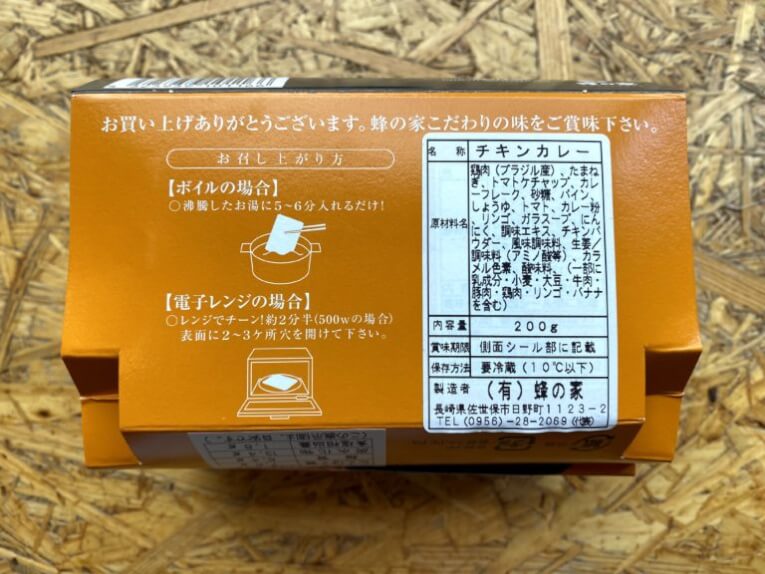 お買い上げありがとうございます。蜂の家こだわりの味をご賞味下さい。
お召し上がり方
【ボイルの場合】
○沸騰したお湯に5～6分入れるだけ!
【電子レンジの場合】
○レンジでチーン!約2分半(500wの場合)
表面に2～3ケ所穴を開けて下さい。
名称 チキンカレー
原材料名
鶏肉（ブラジル産）、たまね
ぎ、トマトケチャップ、カレ
ーフレーク、砂糖、パイン、
しょうゆ、トマト、カレー粉
、リンゴ、ガラスープ、にん
にく、調味エキス、チキンパ
ウダー、風味調味料、生姜／
調味料（アミノ酸等）、カラ
メル色素、酸味料、（一部に
乳成分・小麦・大豆・牛肉・
豚肉・鶏肉・リンゴ・バナナ
を含む）
内容量 200g
賞味期限 側面シール部に記載
保存方法 要冷蔵（10℃以下）
製造者 （有）蜂の家
長崎県佐世保市日野町1123-2
TEL(0956)-28-2069(代表)